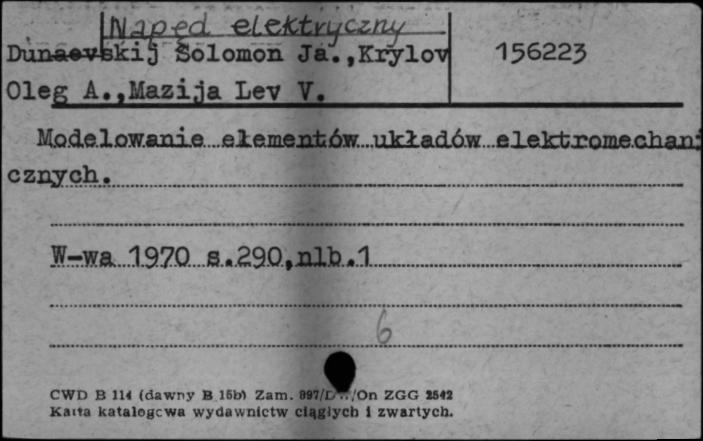 Napęd elektryczny
Dunaevskij Solomon Ja.,Krylov 156223
Oleg A.,Mazija Lev V.
Modelowanie elementów układów elektromechani
cznych.
W-wa 1970 s.290,nlb.1
6
CWD B 114 (dawny B 15b) Zam. /On ZGG 2542
Karta katalogowa wydawnictw ciągłych i zwartych.